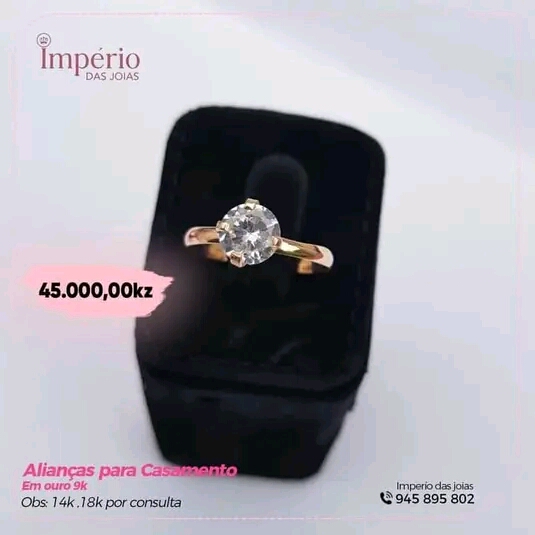 Império
DAS JOIAS
45.000,00kz
Alianças para Casamento
Em ouro 9k
Obs: 14k ,18k por consulta
Imperio das joias
945 895 802